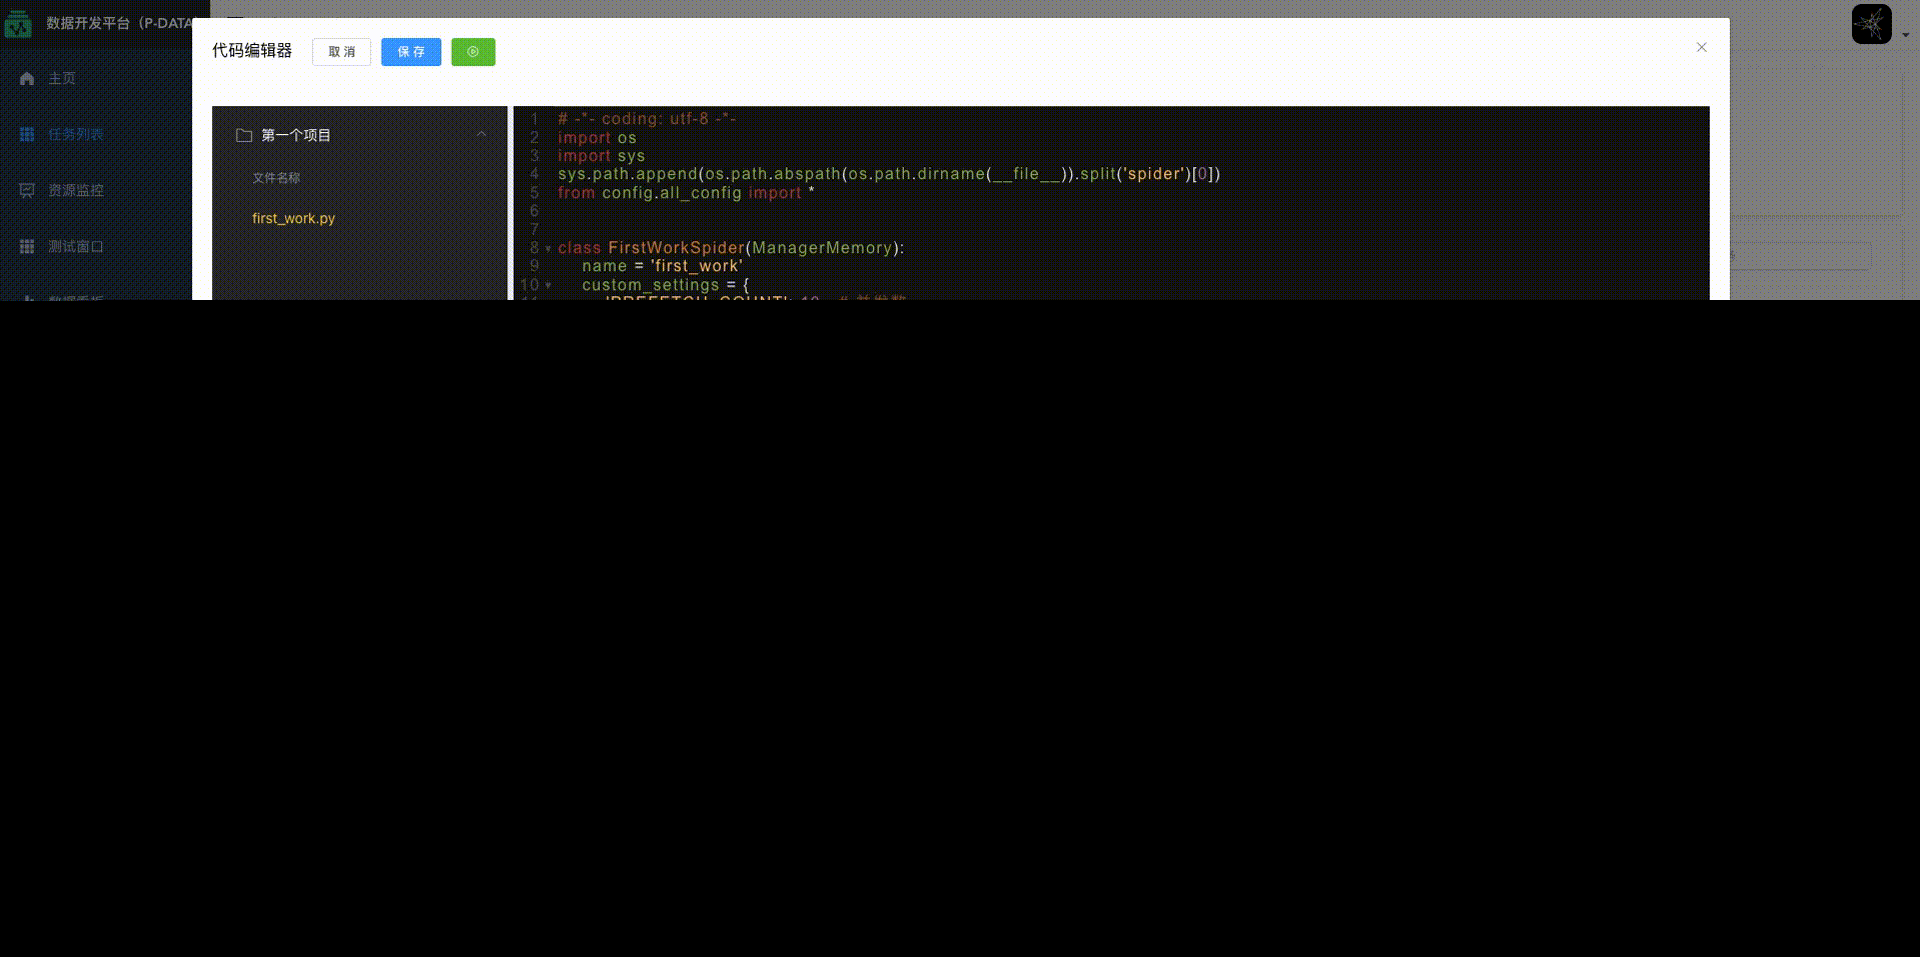 数据开发平台（P-DATA
主页
任务列表
资源监控
测试窗口
数据看板
代码编辑器
取 消
保 存
第一个项目
文件名称
first_work.py
1 # -*- coding: utf-8 -*-
2 import os
3 import sys
4 sys.path.append(os.path.abspath(os.path.dirname(__file__)).split('spider')[0])
5 from config.all_config import *
6
7
8 class FirstWorkSpider(ManagerMemory):
9 name = 'first_work'
10 custom_settings = {